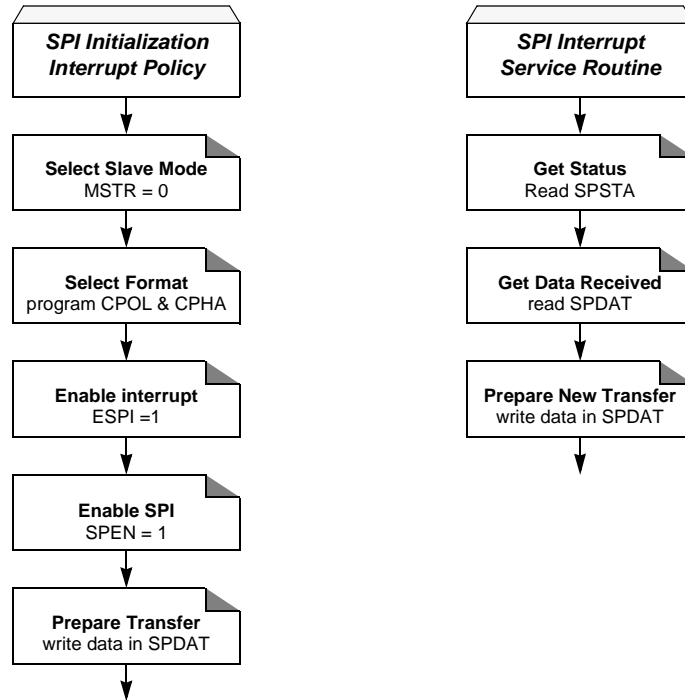 SPI Initialization
Interrupt Policy
Select Slave Mode
MSTR = 0
Select Format
program CPOL & CPHA
Enable interrupt
ESPI =1
Enable SPI
SPEN = 1
Prepare Transfer
write data in SPDAT
SPI Interrupt
Service Routine
Get Status
Read SPSTA
Get Data Received
read SPDAT
Prepare New Transfer
write data in SPDAT